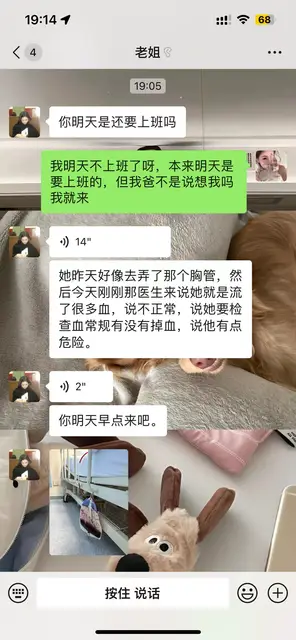 19:14
68
4
老姐
19:05
你明天是还要上班吗
我明天不上班了呀，本来明天是
要上班的，但我爸不是说想我吗
我就来
14"
她昨天好像去弄了那个胸管，然
后今天刚刚那医生来说她就是流
了很多血，说不正常，说她要检
查血常规有没有掉血，说他有点
危险。
2"
你明天早点来吧。
按住 说话